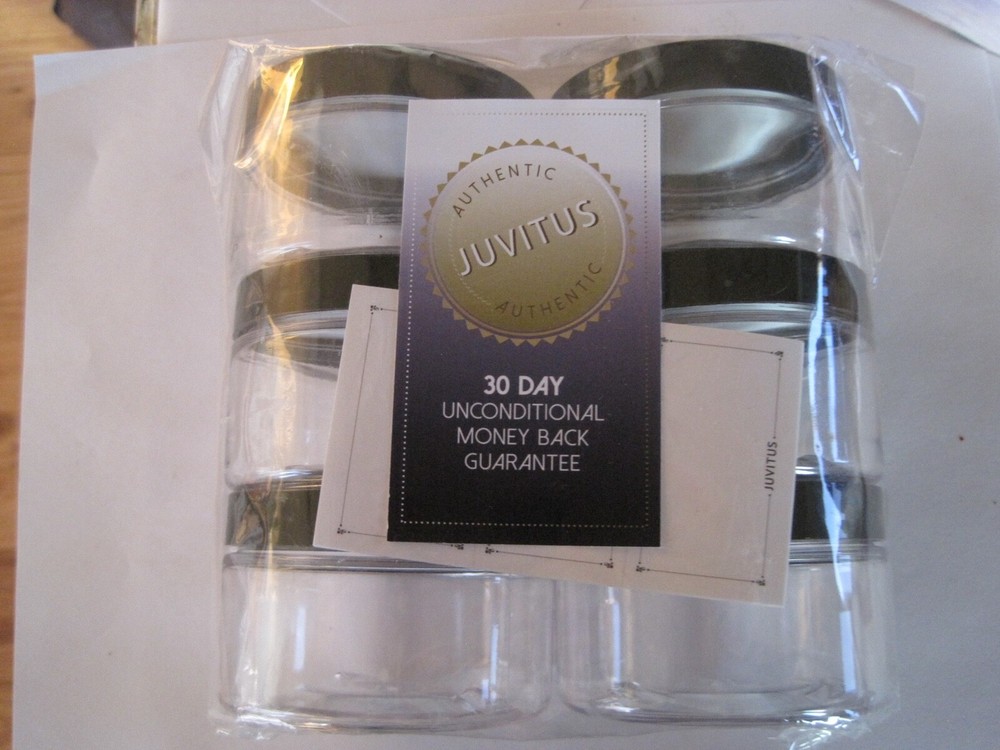 AUTHENTIC
JUVITUS
AUTHENTIC
30 DAY
UNCONDITIONAL
MONEY BACK
GUARANTEE
JUVITUS